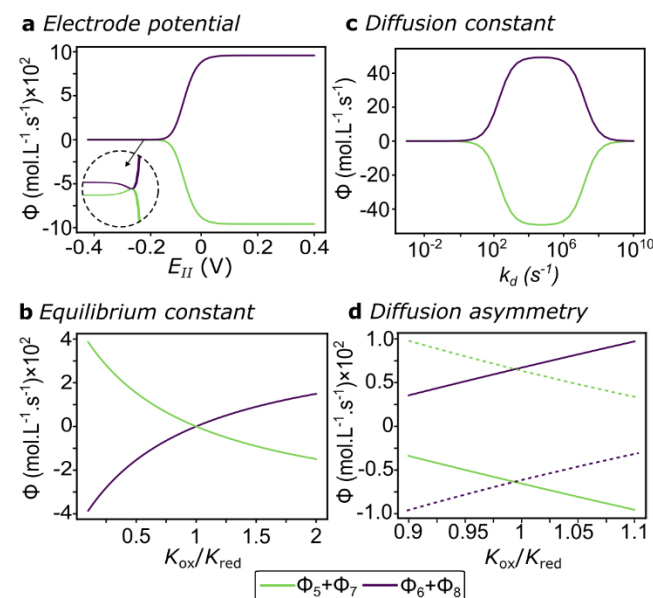 a Electrode potential
Φ (mol.L⁻¹.s⁻¹)×10²
10
5
0
-5
-10
-0.4
-0.2
0
0.2
0.4
E_II (V)
c Diffusion constant
Φ (mol.L⁻¹.s⁻¹)
40
20
0
-20
-40
10⁻²
10²
10⁶
10¹⁰
k_d (s⁻¹)
b Equilibrium constant
Φ (mol.L⁻¹.s⁻¹)×10²
4
2
0
-2
-4
0.5
1
1.5
2
K_ox/K_red
d Diffusion asymmetry
Φ (mol.L⁻¹.s⁻¹)×10²
1.0
0.5
0
-0.5
-1.0
0.9
0.95
1
1.05
1.1
K_ox/K_red
Φ₅+Φ₇ Φ₆+Φ₈